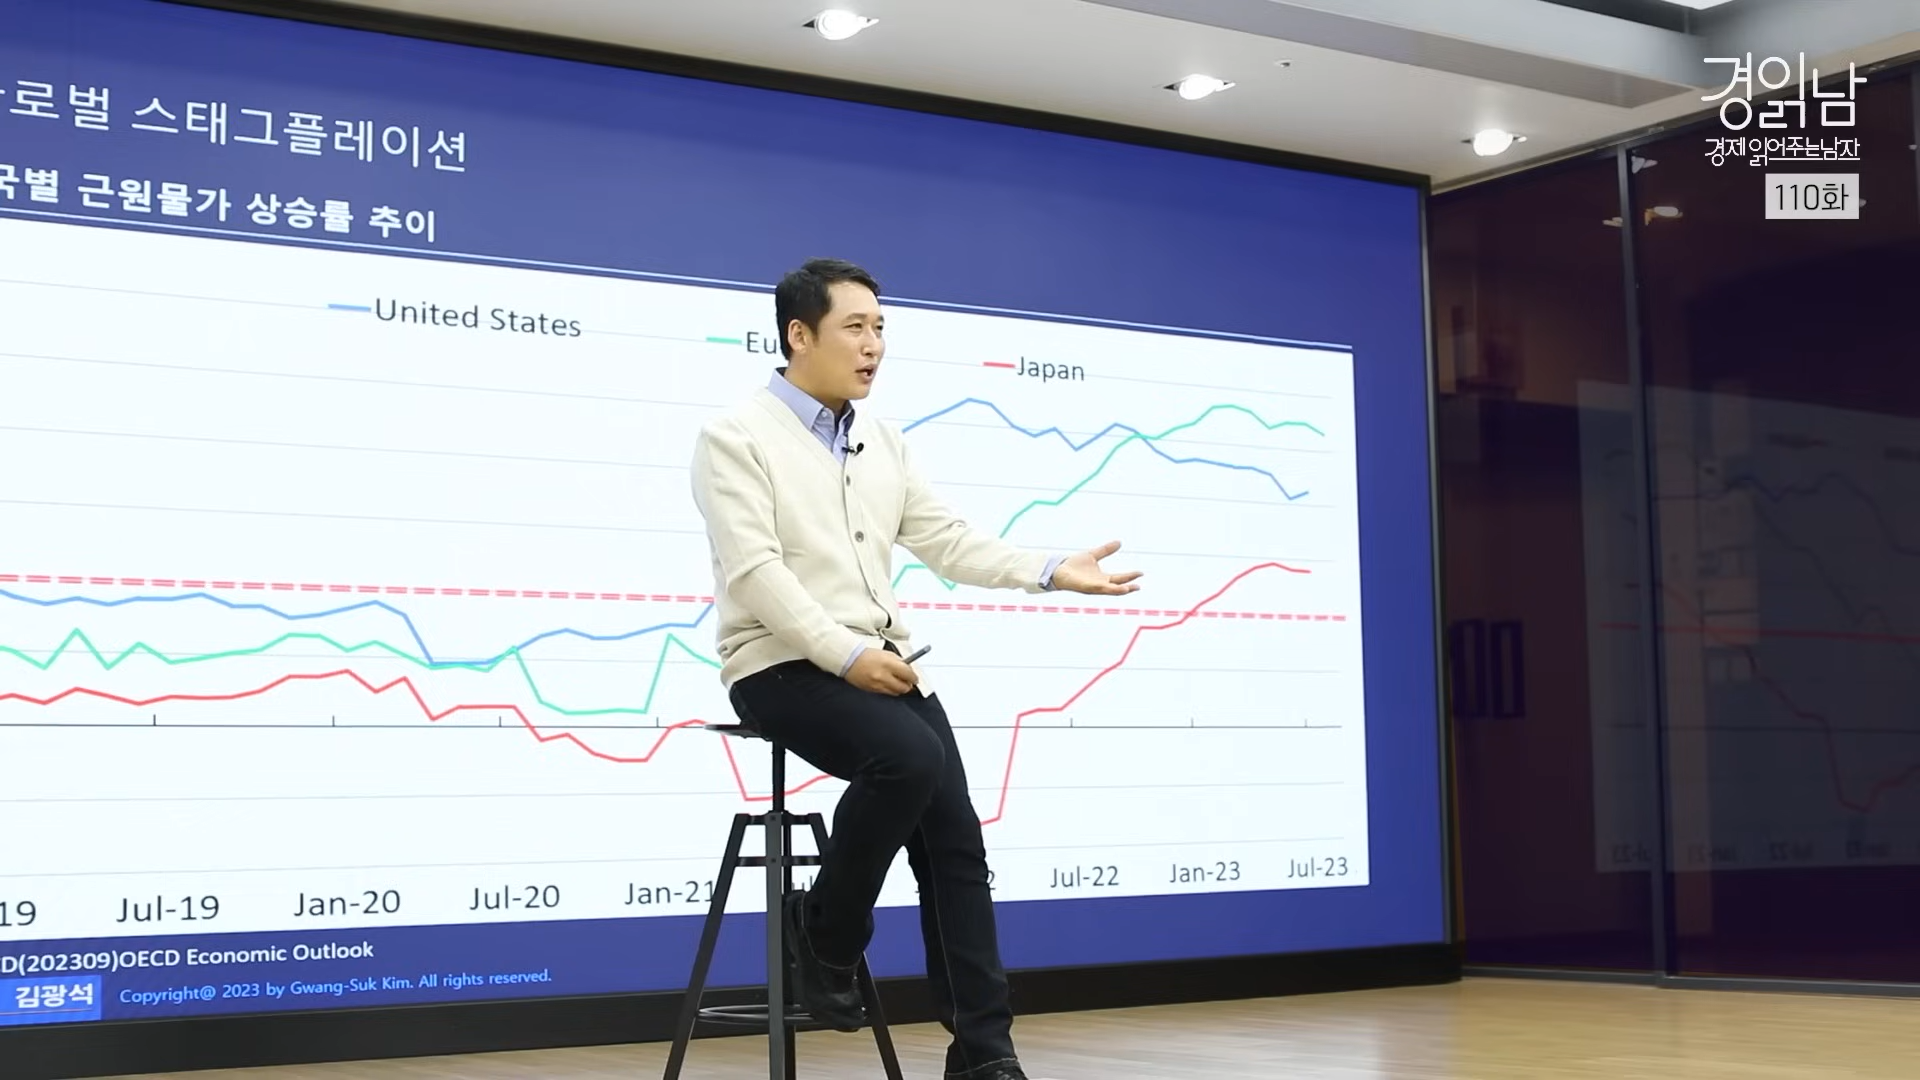 경읽남
경제 읽어주는남자
110화
로벌 스태그플레이션
국별 근원물가 상승률 추이
United States
Eu
Japan
19 Jul-19 Jan-20 Jul-20 Jan-21 Jul-22 Jan-23 Jul-23
D(202309)OECD Economic Outlook
김광석 Copyright@ 2023 by Gwang-Suk Kim. All rights reserved.